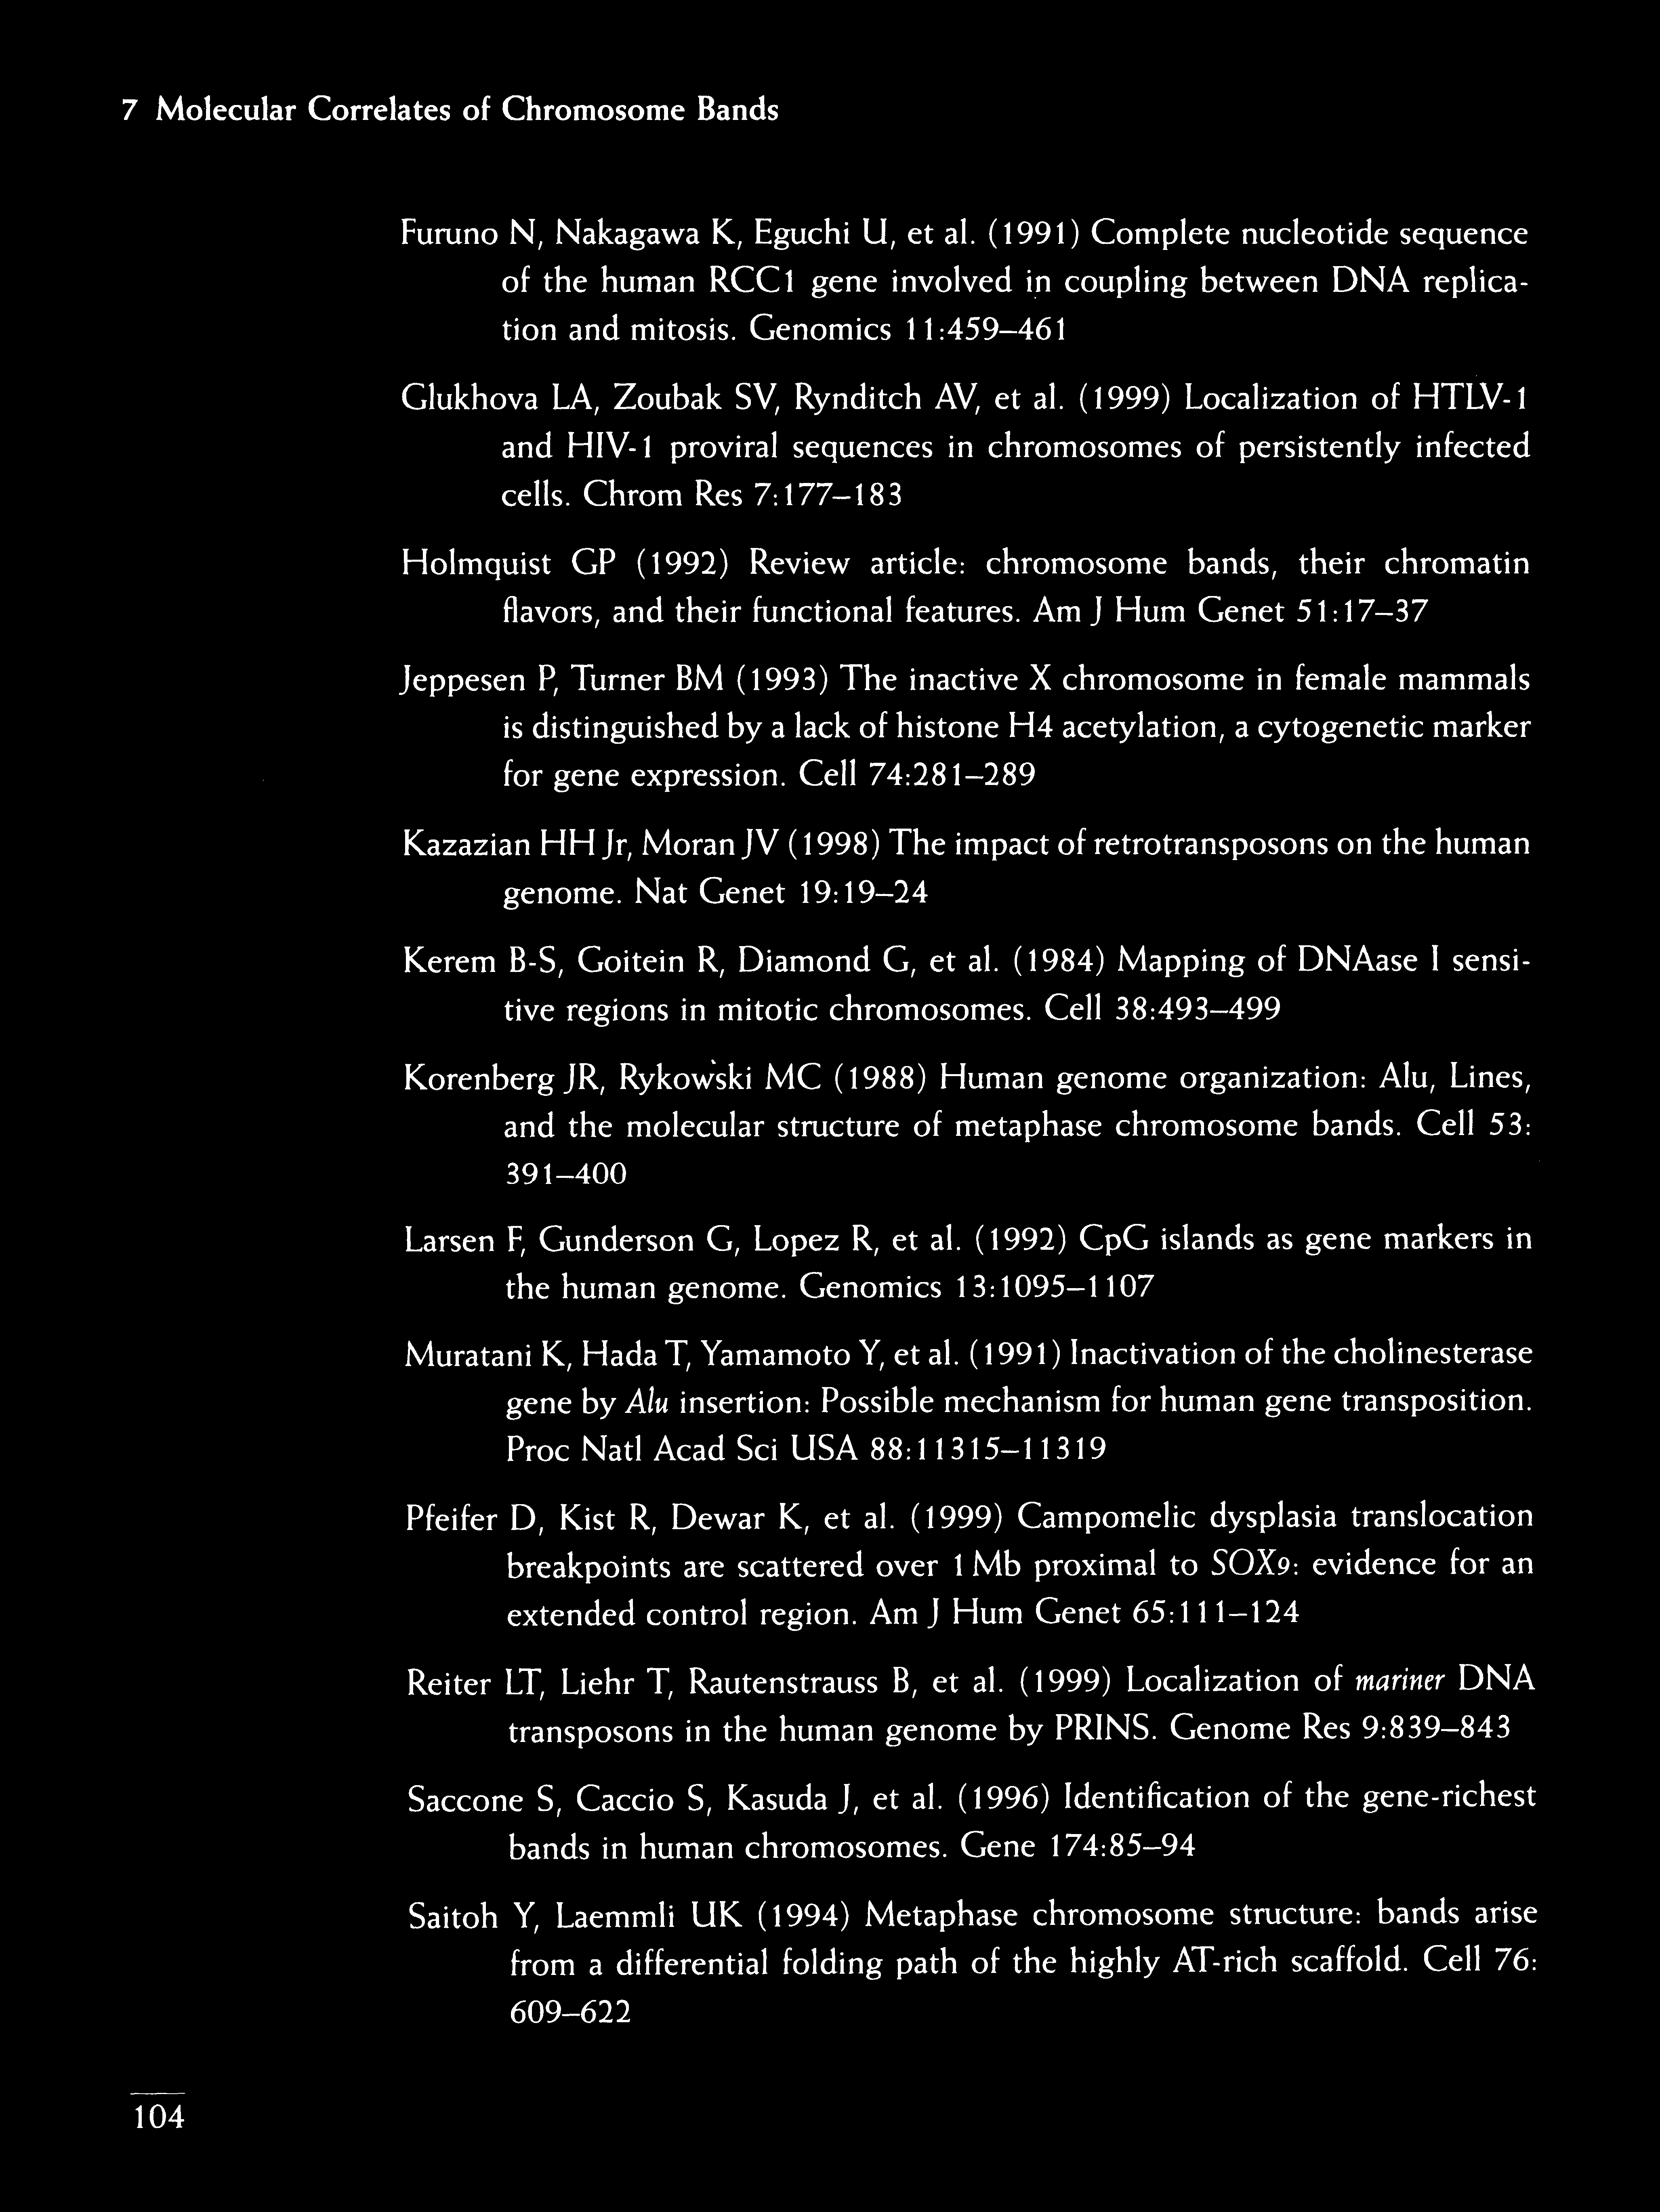 7 Molecular Correlates of Chromosome Bands
Furuno N, Nakagawa K, Eguchi U, et al. (1991) Complete nucleotide sequence
of the human RCC1 gene involved in coupling between DNA replica-
tion and mitosis. Genomics 11:459–461
Glukhova LA, Zoubak SV, Rynditch AV, et al. (1999) Localization of HTLV-1
and HIV-1 proviral sequences in chromosomes of persistently infected
cells. Chrom Res 7:177–183
Holmquist GP (1992) Review article: chromosome bands, their chromatin
flavors, and their functional features. Am J Hum Genet 51:17–37
Jeppesen P, Turner BM (1993) The inactive X chromosome in female mammals
is distinguished by a lack of histone H4 acetylation, a cytogenetic marker
for gene expression. Cell 74:281–289
Kazazian HH Jr, Moran JV (1998) The impact of retrotransposons on the human
genome. Nat Genet 19:19–24
Kerem B-S, Goitein R, Diamond G, et al. (1984) Mapping of DNAase I sensi-
tive regions in mitotic chromosomes. Cell 38:493–499
Korenberg JR, Rykowski MC (1988) Human genome organization: Alu, Lines,
and the molecular structure of metaphase chromosome bands. Cell 53:
391–400
Larsen F, Gunderson G, Lopez R, et al. (1992) CpG islands as gene markers in
the human genome. Genomics 13:1095–1107
Muratani K, Hada T, Yamamoto Y, et al. (1991) Inactivation of the cholinesterase
gene by Alu insertion: Possible mechanism for human gene transposition.
Proc Natl Acad Sci USA 88:11315–11319
Pfeifer D, Kist R, Dewar K, et al. (1999) Campomelic dysplasia translocation
breakpoints are scattered over 1 Mb proximal to SOX9: evidence for an
extended control region. Am J Hum Genet 65:111–124
Reiter LT, Liehr T, Rautenstrauss B, et al. (1999) Localization of mariner DNA
transposons in the human genome by PRINS. Genome Res 9:839–843
Saccone S, Caccio S, Kasuda J, et al. (1996) Identification of the gene-richest
bands in human chromosomes. Gene 174:85–94
Saitoh Y, Laemmli UK (1994) Metaphase chromosome structure: bands arise
from a differential folding path of the highly AT-rich scaffold. Cell 76:
609–622
104